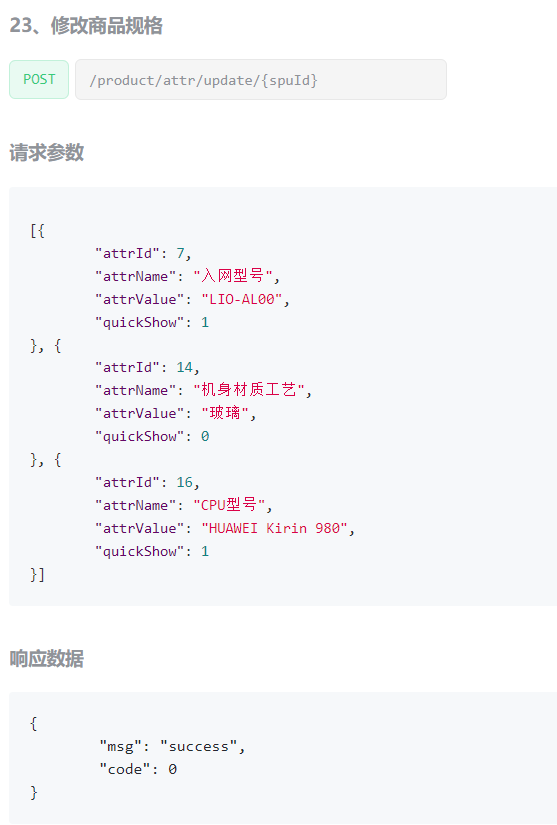 23、修改商品规格
POST /product/attr/update/{spuId}
请求参数
[{
"attrId": 7,
"attrName": "入网型号",
"attrValue": "LIO-AL00",
"quickShow": 1
}, {
"attrId": 14,
"attrName": "机身材质工艺",
"attrValue": "玻璃",
"quickShow": 0
}, {
"attrId": 16,
"attrName": "CPU型号",
"attrValue": "HUAWEI Kirin 980",
"quickShow": 1
}]
响应数据
{
"msg": "success",
"code": 0
}